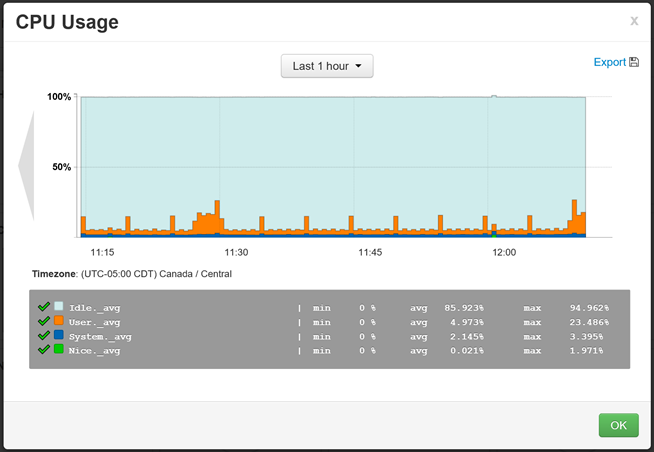 CPU Usage x
Last 1 hour
Export
100%
50%
11:15 11:30 11:45 12:00
Timezone: (UTC-05:00 CDT) Canada / Central
Idle._avg | min 0 % avg 85.923% max 94.962%
User._avg | min 0 % avg 4.973% max 23.486%
System._avg | min 0 % avg 2.145% max 3.395%
Nice._avg | min 0 % avg 0.021% max 1.971%
OK